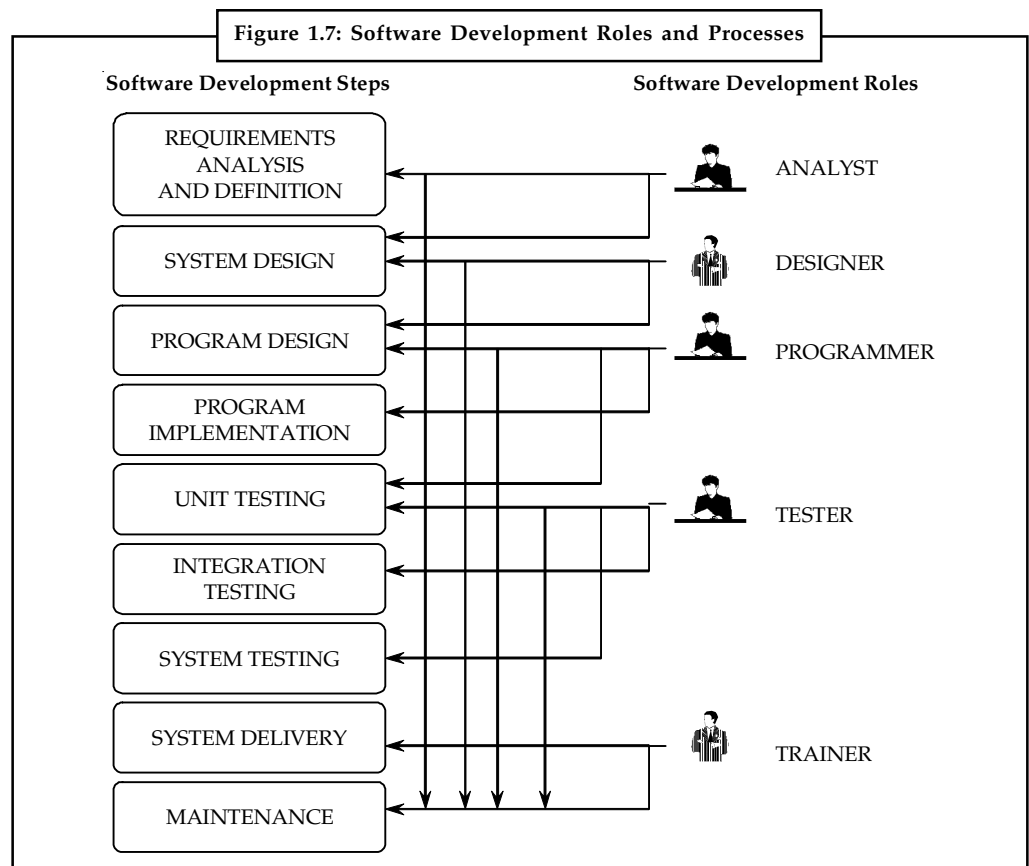 Figure 1.7: Software Development Roles and Processes
Software Development Steps
Software Development Roles
REQUIREMENTS
ANALYSIS
AND DEFINITION
ANALYST
SYSTEM DESIGN
DESIGNER
PROGRAM DESIGN
PROGRAMMER
PROGRAM
IMPLEMENTATION
UNIT TESTING
TESTER
INTEGRATION
TESTING
SYSTEM TESTING
SYSTEM DELIVERY
TRAINER
MAINTENANCE